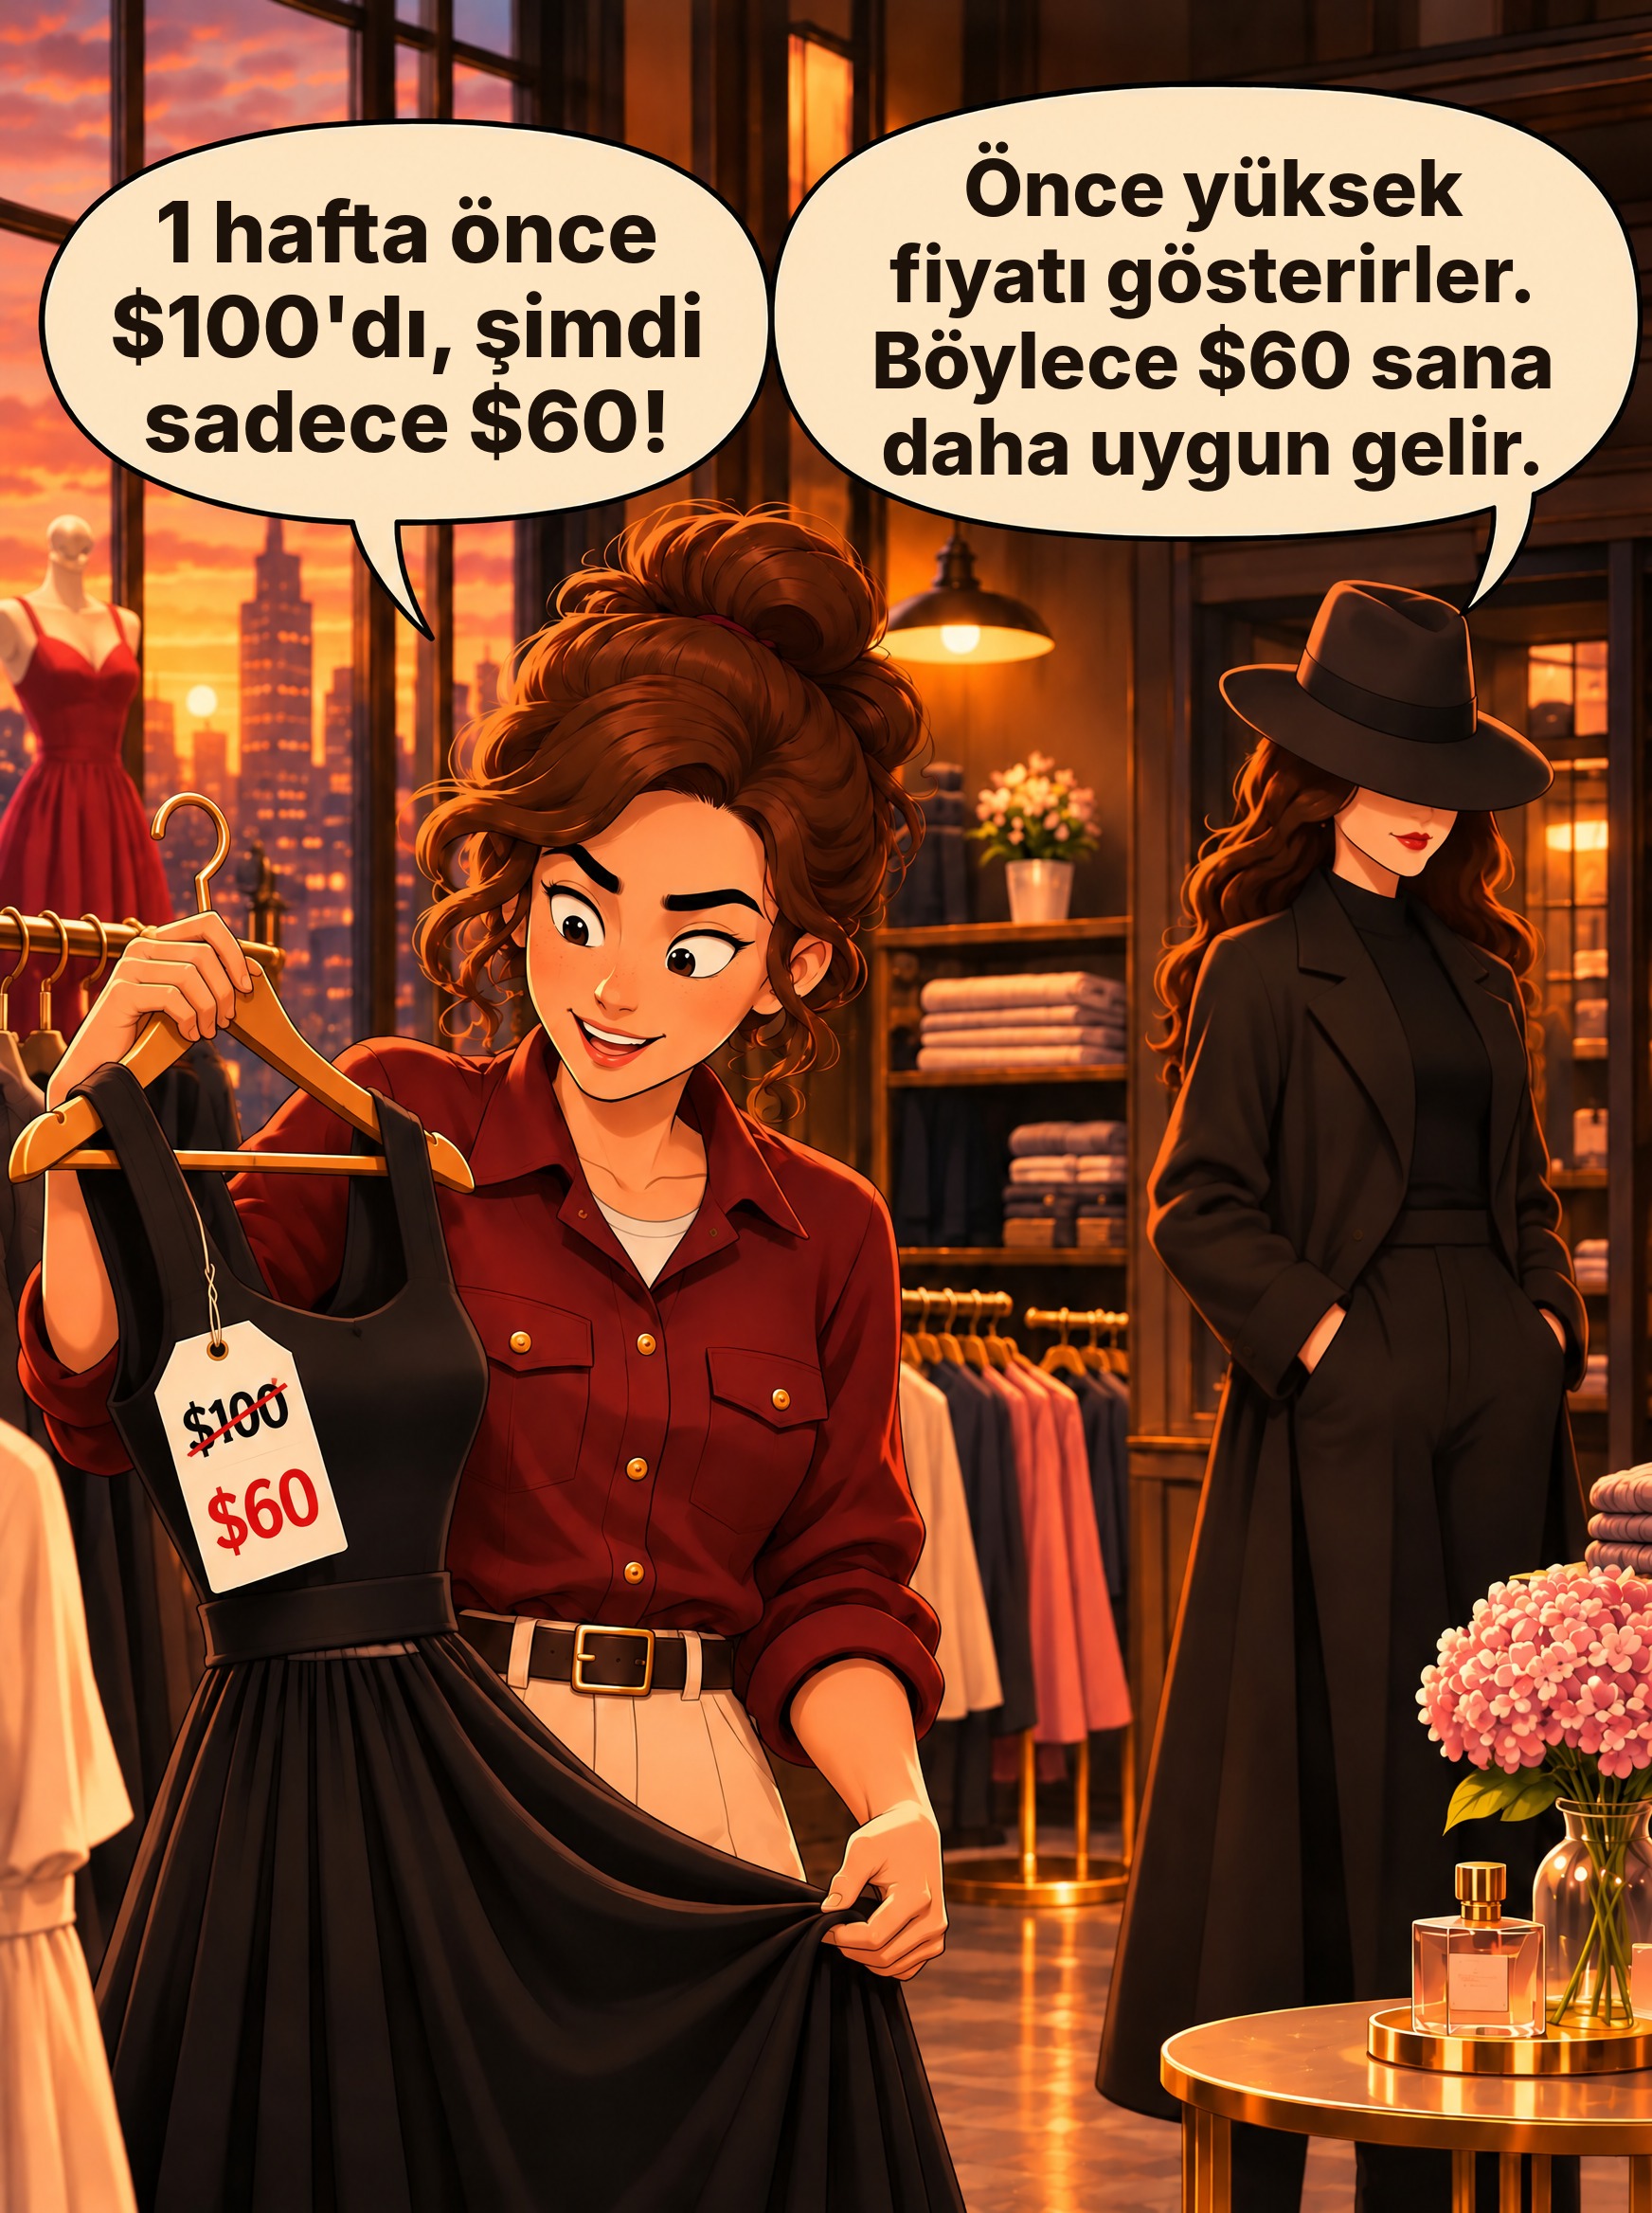 1 hafta önce
$100'dı, şimdi
sadece $60!
Önce yüksek
fiyatı gösterirler.
Böylece $60 sana
daha uygun gelir.
$100
$60